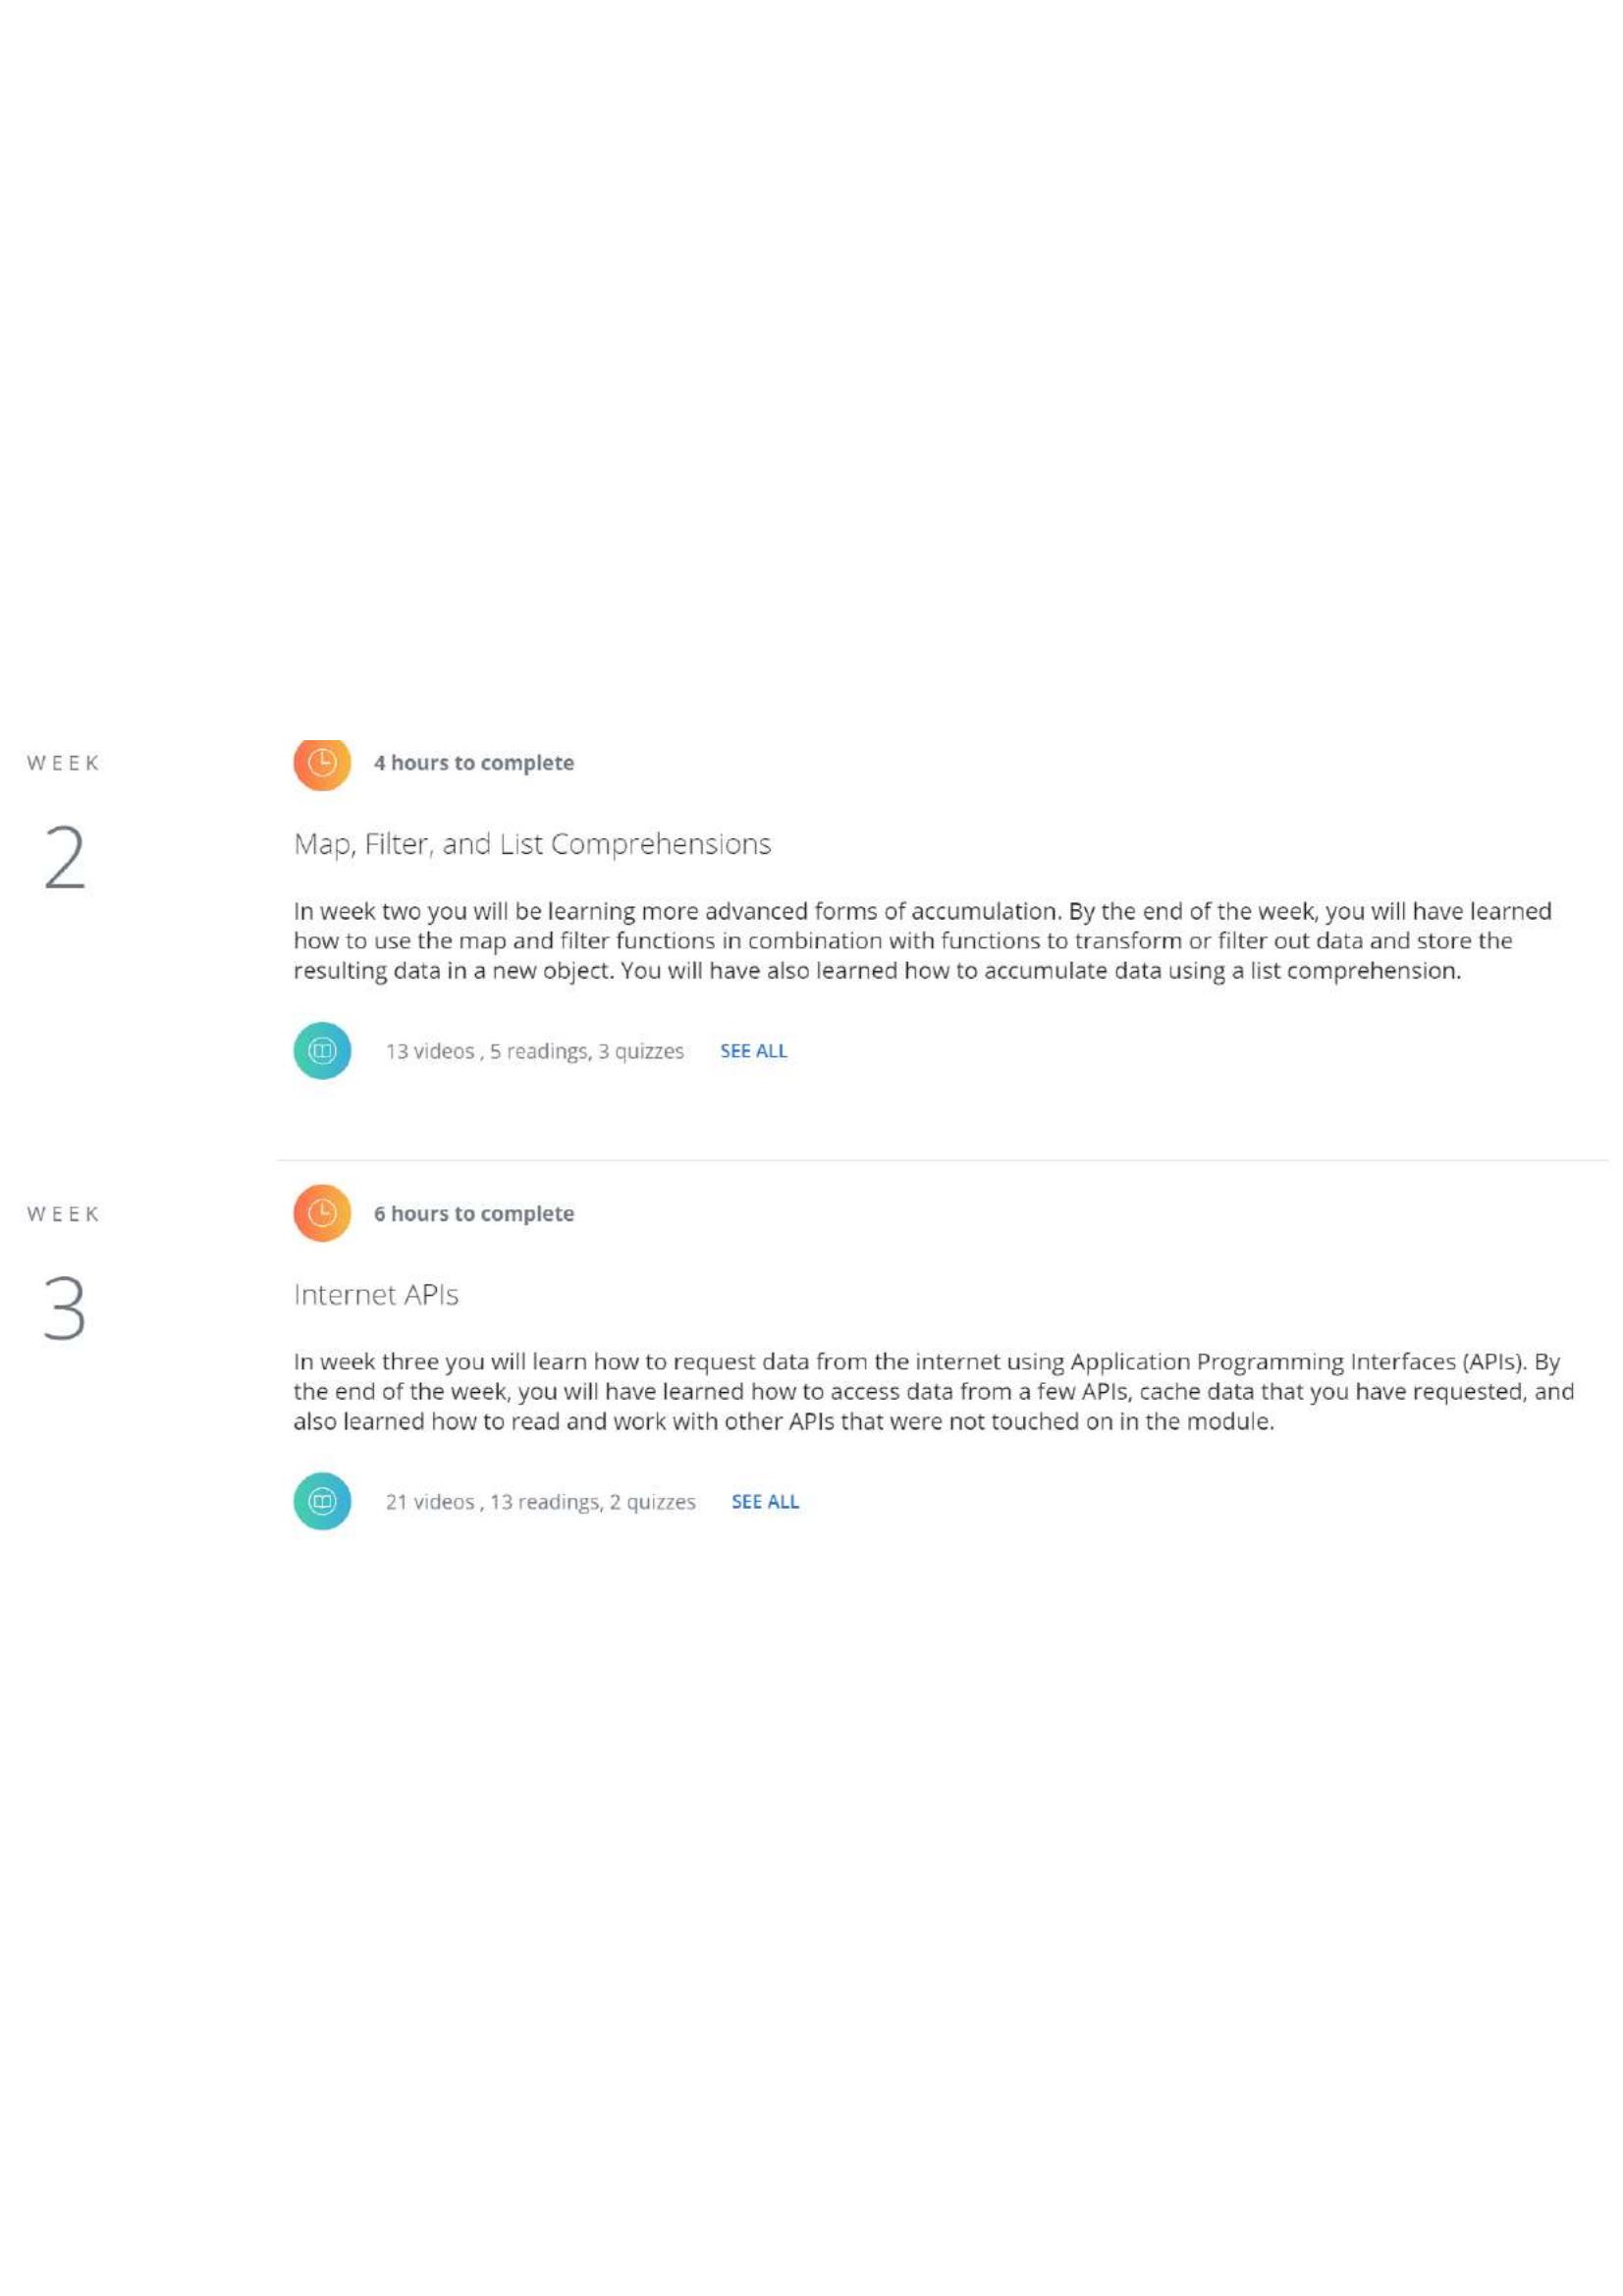 WEEK
4 hours to complete
2
Map, Filter, and List Comprehensions
In week two you will be learning more advanced forms of accumulation. By the end of the week, you will have learned
how to use the map and filter functions in combination with functions to transform or filter out data and store the
resulting data in a new object. You will have also learned how to accumulate data using a list comprehension.
13 videos , 5 readings, 3 quizzes SEE ALL
WEEK
6 hours to complete
3
Internet APIs
In week three you will learn how to request data from the internet using Application Programming Interfaces (APIs). By
the end of the week, you will have learned how to access data from a few APIs, cache data that you have requested, and
also learned how to read and work with other APIs that were not touched on in the module.
21 videos , 13 readings, 2 quizzes SEE ALL